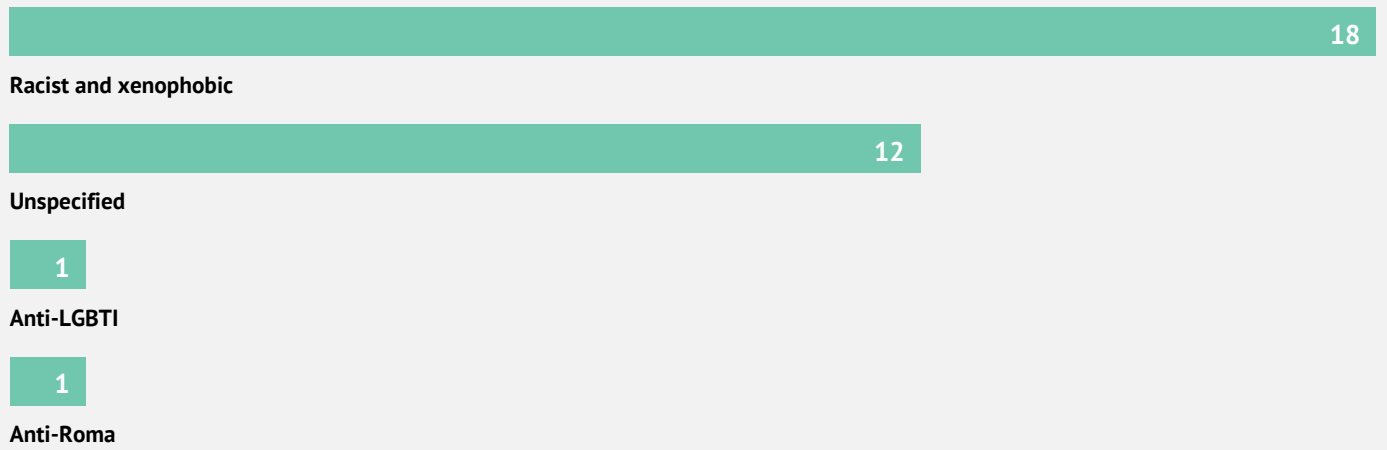 18
Racist and xenophobic
12
Unspecified
1
Anti-LGBTI
1
Anti-Roma